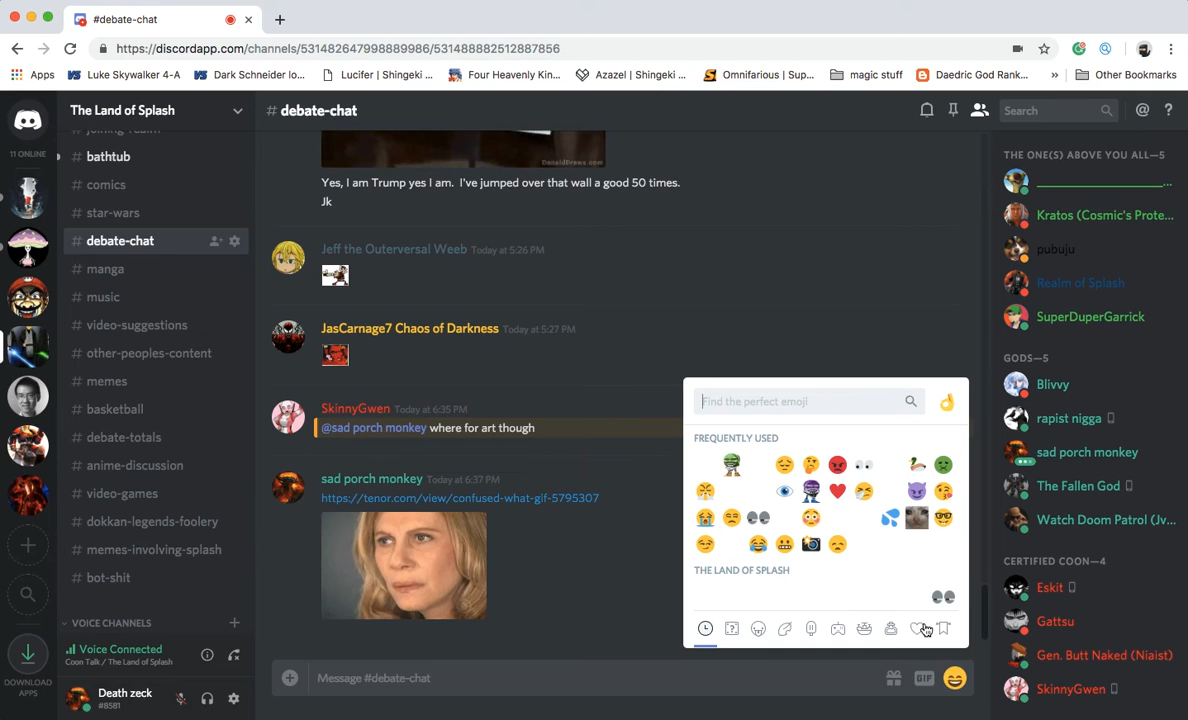 #debate-chat
https://discordapp.com/channels/531482647998889986/531488882512887856
Apps Luke Skywalker 4-A Dark Schneider lo... Lucifer | Shingeki ... Four Heavenly Kin... Azazel | Shingeki ... Omnifarious | Sup... magic stuff Daedric God Rank... » Other Bookmarks
11 ONLINE
DOWNLOAD
APPS
The Land of Splash
# joining-realm
# bathtub
# comics
# star-wars
# debate-chat
# manga
# music
# video-suggestions
# other-peoples-content
# memes
# basketball
# debate-totals
# anime-discussion
# video-games
# dokkan-legends-foolery
# memes-involving-splash
# bot-shit
VOICE CHANNELS
Voice Connected
Coon Talk / The Land of Splash
Death zeck
#8581
# debate-chat
Search
DonaldDraws.com
Yes, I am Trump yes I am. I've jumped over that wall a good 50 times.
Jk
Jeff the Outerversal Weeb Today at 5:26 PM
JasCarnage7 Chaos of Darkness Today at 5:27 PM
SkinnyGwen Today at 6:35 PM
@sad porch monkey where for art though
sad porch monkey Today at 6:37 PM
https://tenor.com/view/confused-what-gif-5795307
Message #debate-chat
GIF
Find the perfect emoji
FREQUENTLY USED
THE LAND OF SPLASH
THE ONE(S) ABOVE YOU ALL—5
____________________...
Kratos (Cosmic's Prote...
pubuju
Realm of Splash
SuperDuperGarrick
GODS—5
Blivvy
rapist nigga
sad porch monkey
The Fallen God
Watch Doom Patrol (Jv...
CERTIFIED COON—4
Eskit
Gattsu
Gen. Butt Naked (Niaist)
SkinnyGwen